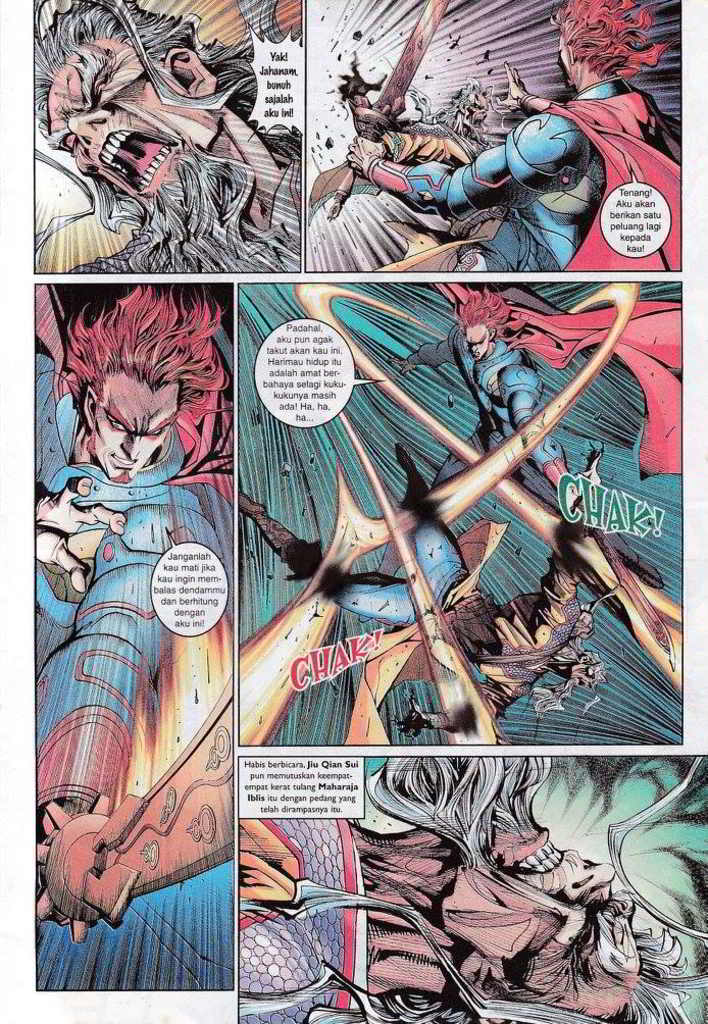 Yak!
Jahanam,
bunuh
sajalah
aku ini!
Tenang!
Aku akan
berikan satu
peluang lagi
kepada
kau!
Padahal,
aku pun agak
takut akan kau ini.
Harimau hidup itu
adalah amat ber-
bahaya selagi kuku-
kukunya masih
ada! Ha, ha,
ha...
CHAK!
Janganlah
kau mati jika
kau ingin mem-
balas dendammu
dan berhitung
dengan
aku ini!
CHAK!
Habis berbicara, Jiu Qian Sui
pun memutuskan keempat-
empat kerat tulang Maharaja
Iblis itu dengan pedang yang
telah dirampasnya itu.